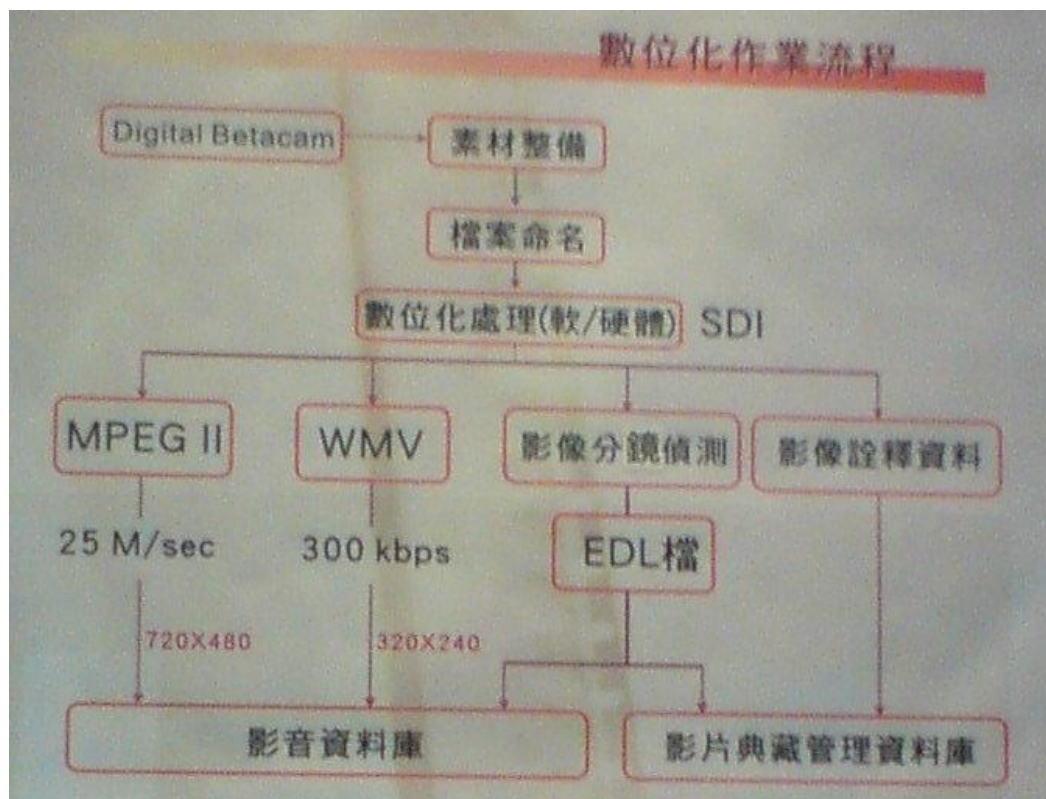 數位化作業流程
Digital Betacam
素材整備
檔案命名
數位化處理(軟/硬體) SDI
MPEG II
WMV
影像分鏡偵測
影像詮釋資料
25 M/sec
300 kbps
EDL檔
720X480
320X240
影音資料庫
影片典藏管理資料庫